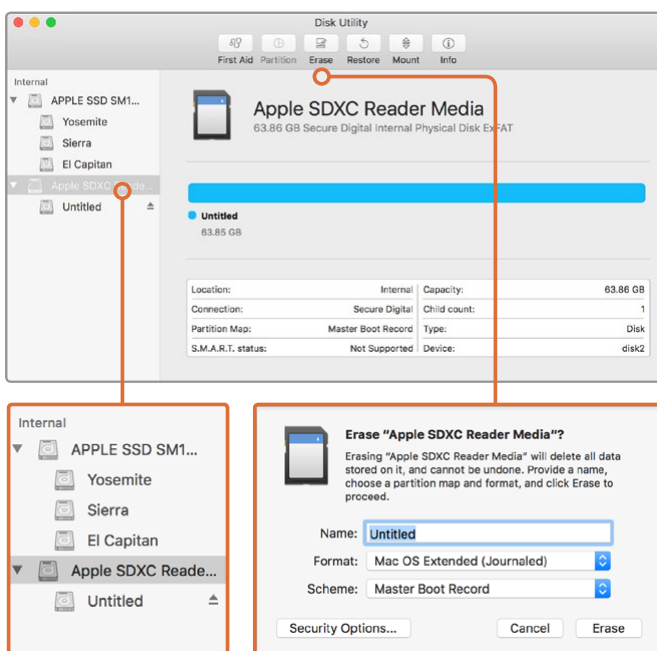 Disk Utility
First Aid Partition Erase Restore Mount Info
Internal
APPLE SSD SM1...
Yosemite
Sierra
El Capitan
Apple SDXC Reade...
Untitled
Apple SDXC Reader Media
63.86 GB Secure Digital Internal Physical Disk ExFAT
Untitled
63.85 GB
Location: Internal Capacity: 63.86 GB
Connection: Secure Digital Child count: 1
Partition Map: Master Boot Record Type: Disk
S.M.A.R.T. status: Not Supported Device: disk2
Internal
APPLE SSD SM1...
Yosemite
Sierra
El Capitan
Apple SDXC Reade...
Untitled
Erase “Apple SDXC Reader Media”?
Erasing “Apple SDXC Reader Media” will delete all data
stored on it, and cannot be undone. Provide a name,
choose a partition map and format, and click Erase to
proceed.
Name: Untitled
Format: Mac OS Extended (Journaled)
Scheme: Master Boot Record
Security Options... Cancel Erase